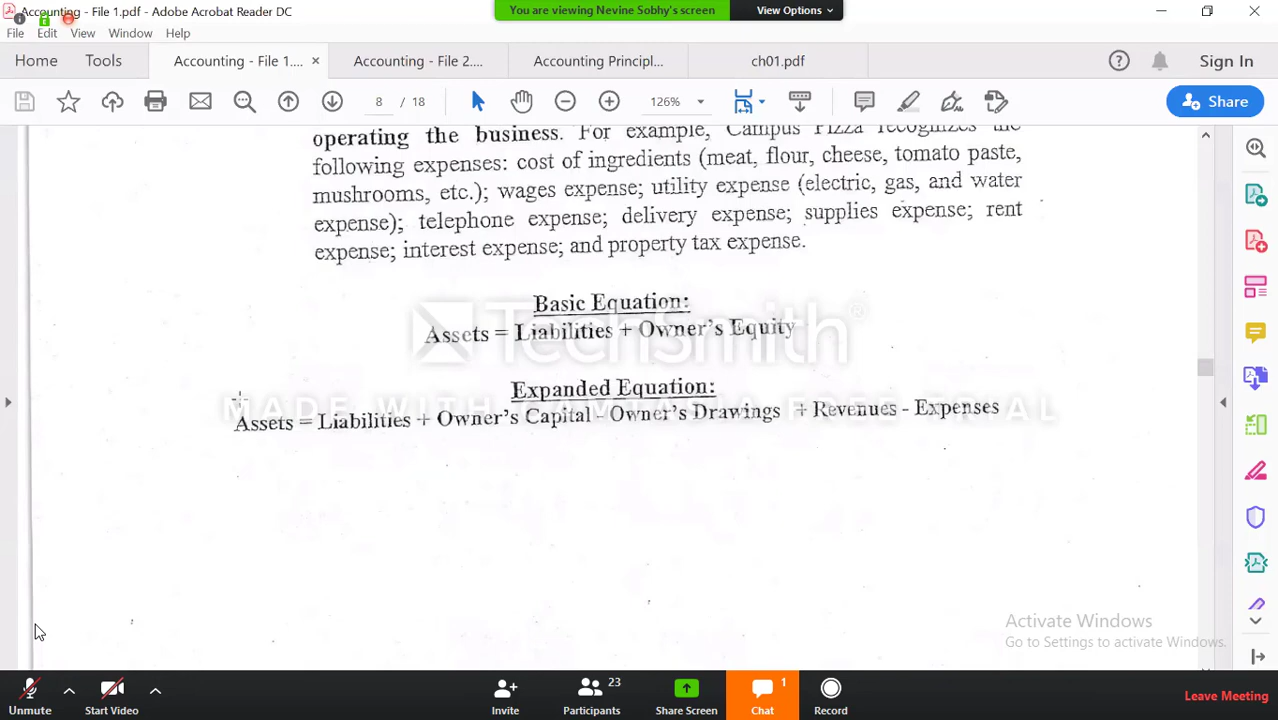 Accounting - File 1.pdf - Adobe Acrobat Reader DC
You are viewing Nevine Sobhy's screen
View Options
File Edit View Window Help
Home Tools Accounting - File 1.... × Accounting - File 2.... Accounting Principl... ch01.pdf Sign In
8 / 18 126% Share
operating the business. For example, Campus Pizza recognizes the
following expenses: cost of ingredients (meat, flour, cheese, tomato paste,
mushrooms, etc.); wages expense; utility expense (electric, gas, and water
expense); telephone expense; delivery expense; supplies expense; rent
expense; interest expense; and property tax expense.
Basic Equation:
TechSmith®
Assets = Liabilities + Owner's Equity
Expanded Equation:
MADE WITH CAMTASIA FREE TRIAL
Assets = Liabilities + Owner's Capital - Owner's Drawings + Revenues - Expenses
Activate Windows
Go to Settings to activate Windows.
Unmute Start Video Invite Participants 23 Share Screen Chat 1 Record Leave Meeting